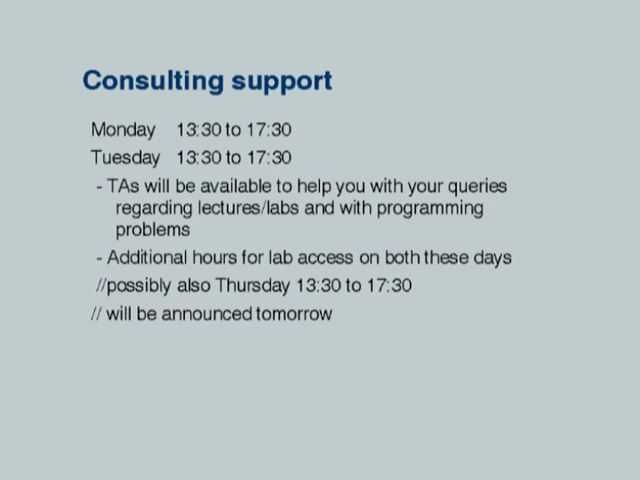 Consulting support
Monday 13:30 to 17:30
Tuesday 13:30 to 17:30
- TAs will be available to help you with your queries
regarding lectures/labs and with programming
problems
- Additional hours for lab access on both these days
//possibly also Thursday 13:30 to 17:30
// will be announced tomorrow